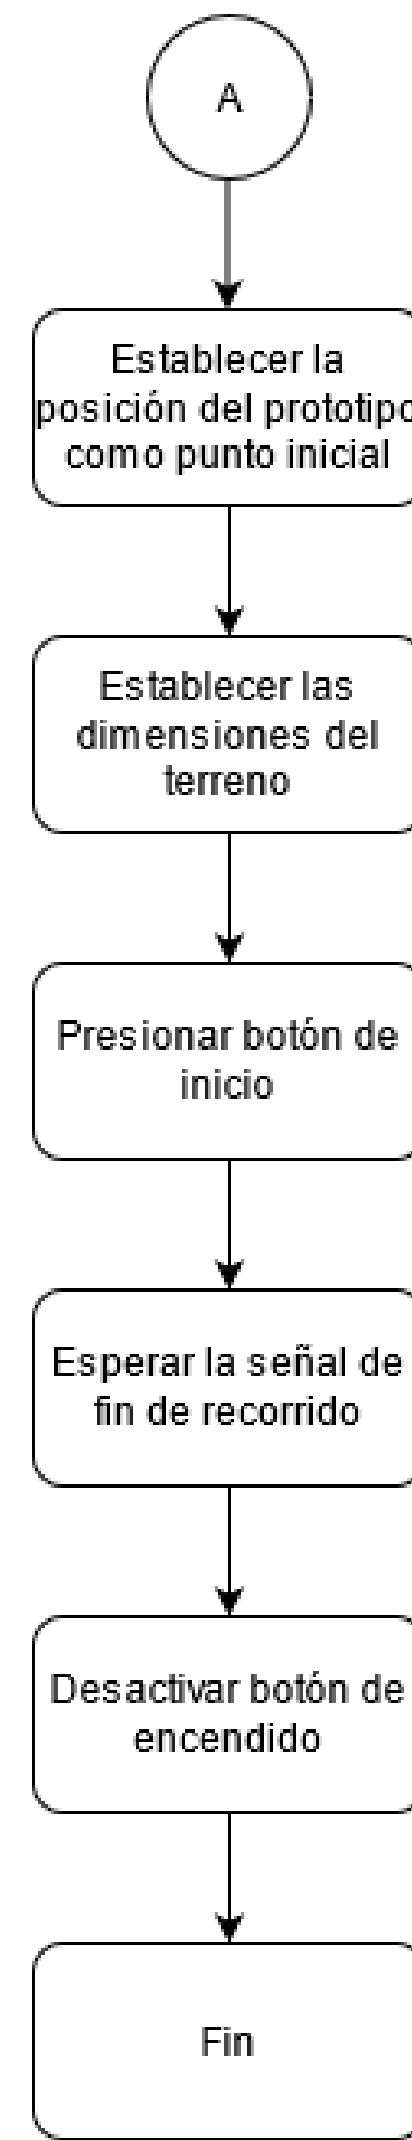 A
Establecer la
posición del prototipo
como punto inicial
Establecer las
dimensiones del
terreno
Presionar botón de
inicio
Esperar la señal de
fin de recorrido
Desactivar botón de
encendido
Fin